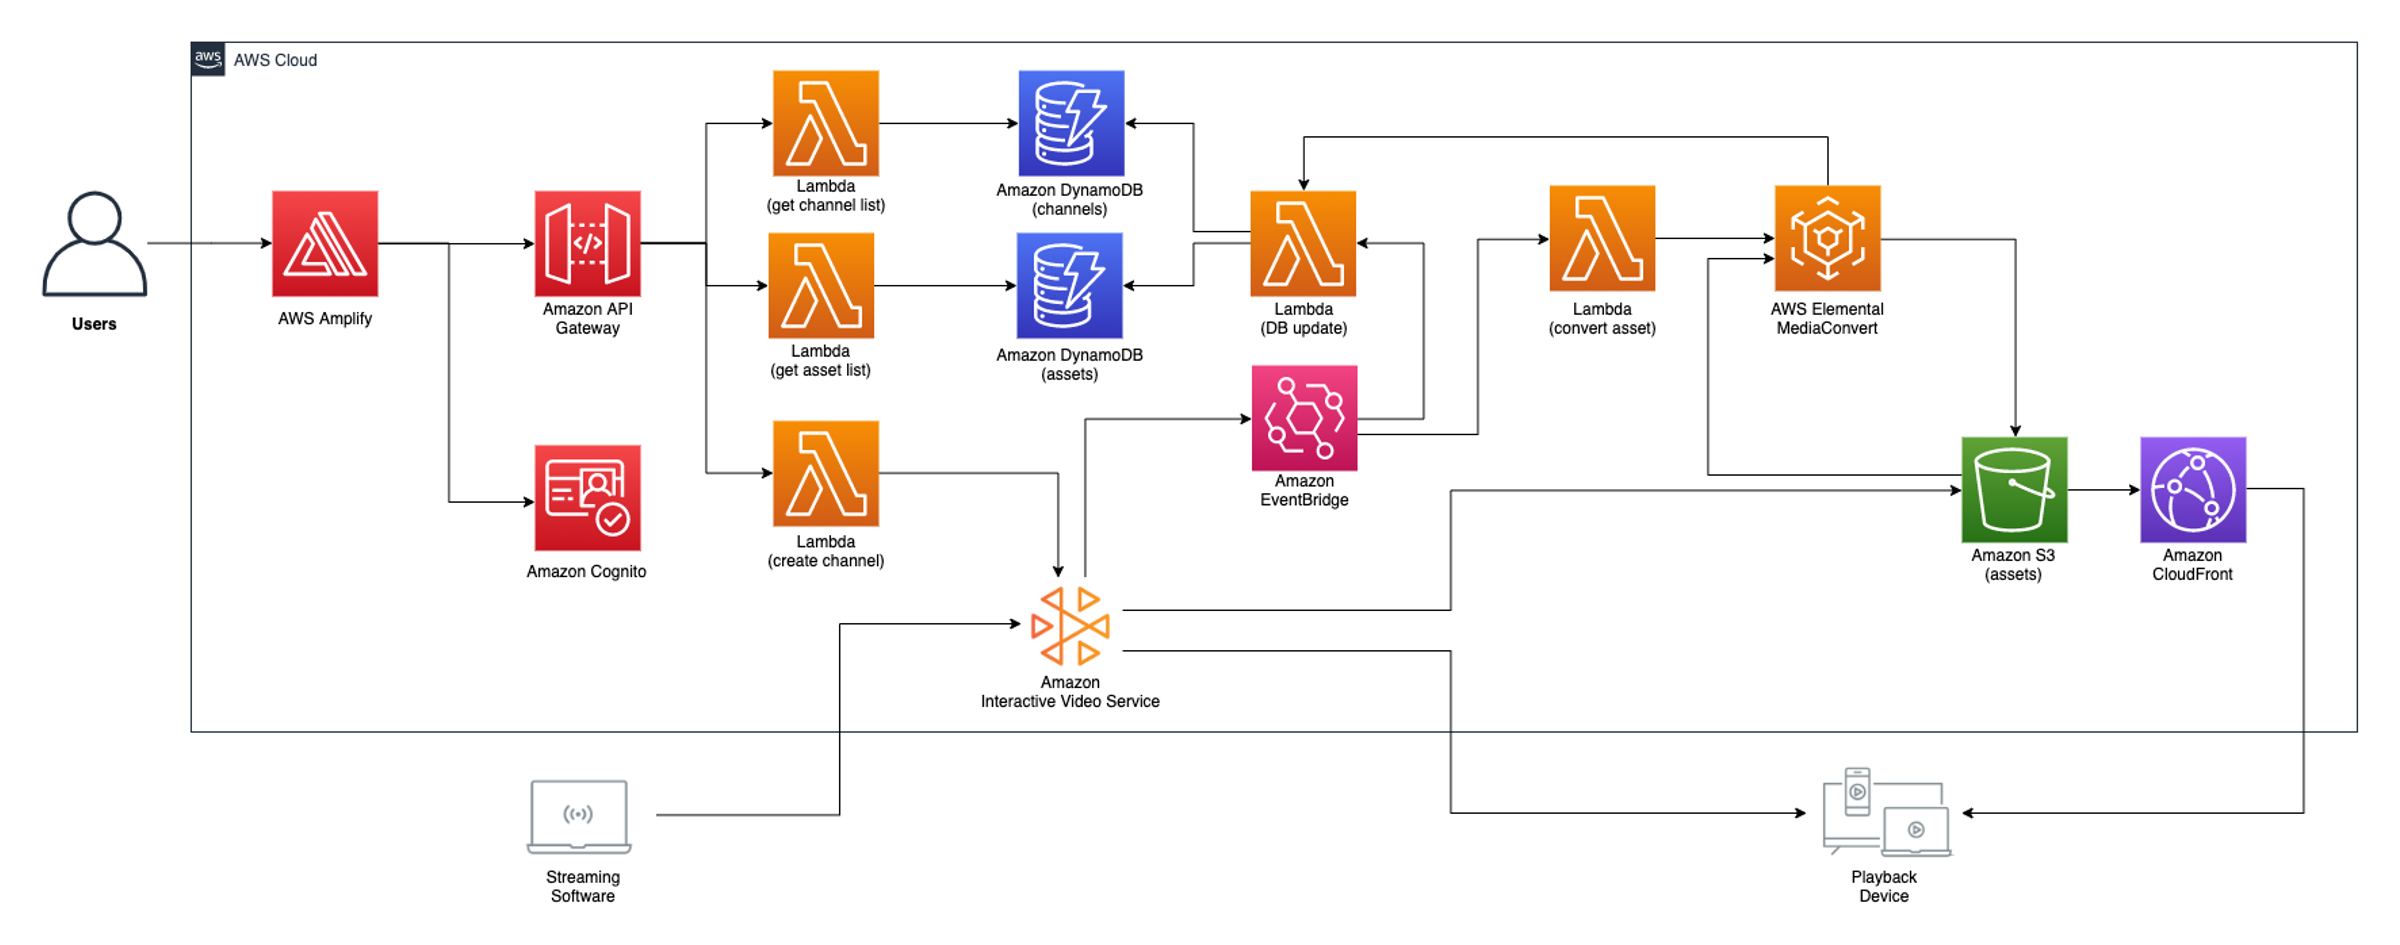 aws
AWS Cloud
Users
AWS Amplify
</>
Amazon API
Gateway
Amazon Cognito
Lambda
(get channel list)
Lambda
(get asset list)
Lambda
(create channel)
Amazon DynamoDB
(channels)
Amazon DynamoDB
(assets)
Amazon
Interactive Video Service
Lambda
(DB update)
Amazon
EventBridge
Lambda
(convert asset)
AWS Elemental
MediaConvert
Amazon S3
(assets)
Amazon
CloudFront
Streaming
Software
Playback
Device